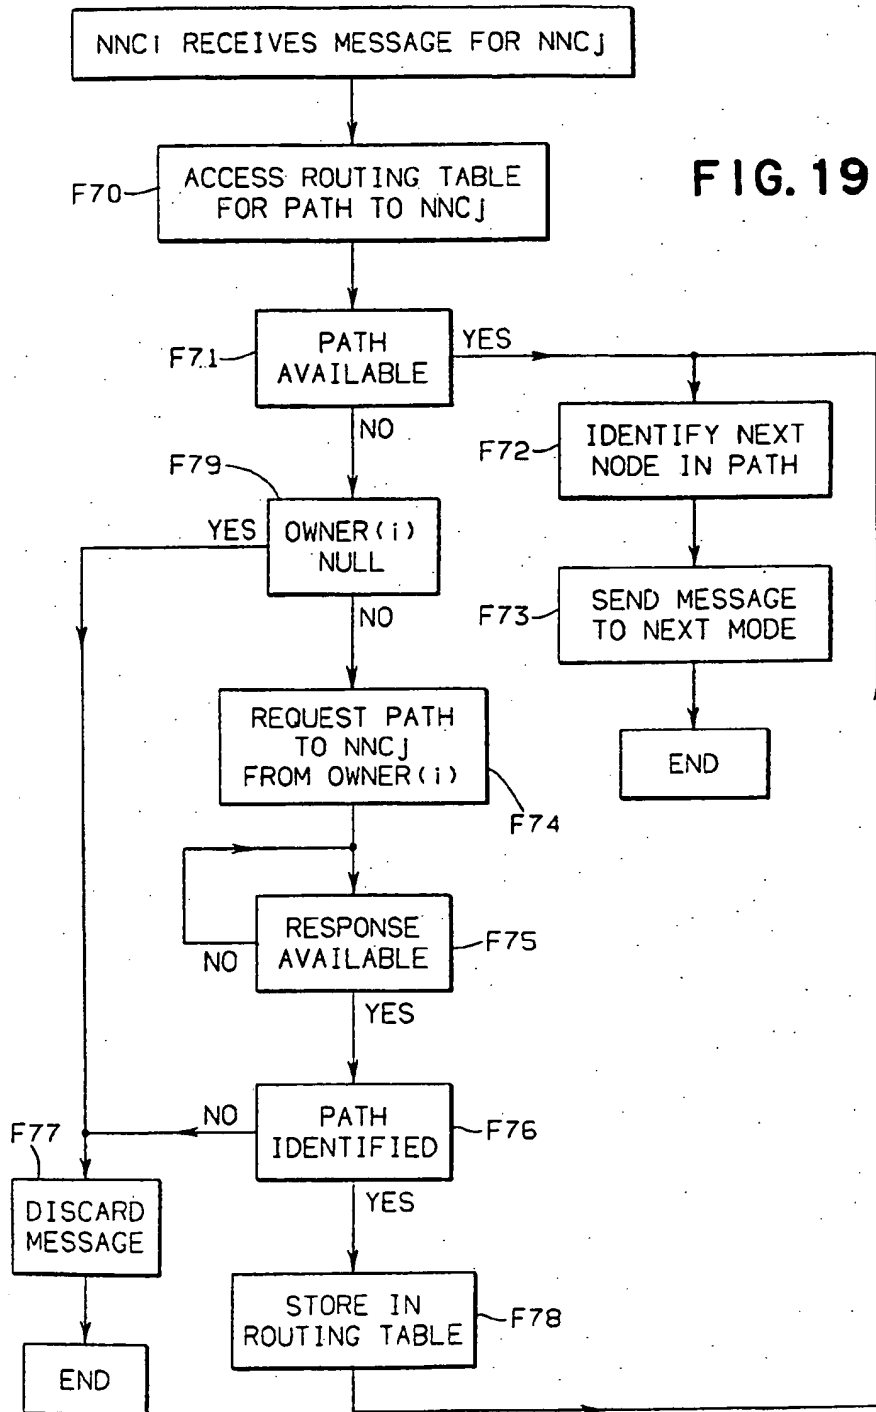 NNCi RECEIVES MESSAGE FOR NNCj
FIG. 19
F70
ACCESS ROUTING TABLE
FOR PATH TO NNCj
F71
PATH
AVAILABLE
YES
NO
F72
IDENTIFY NEXT
NODE IN PATH
F79
YES
OWNER(i)
NULL
NO
F73
SEND MESSAGE
TO NEXT MODE
END
REQUEST PATH
TO NNCj
FROM OWNER(i)
F74
RESPONSE
AVAILABLE
F75
NO
YES
NO
PATH
IDENTIFIED
F76
YES
F77
DISCARD
MESSAGE
END
STORE IN
ROUTING TABLE
F78